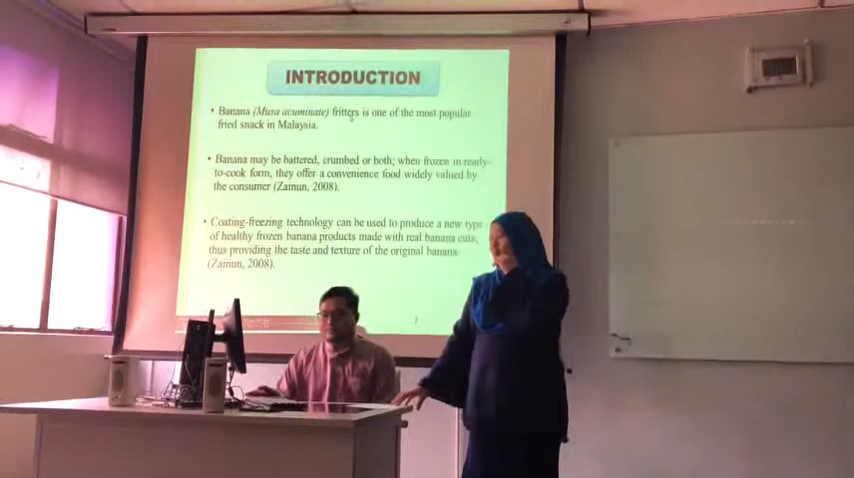 INTRODUCTION
• Banana (Musa acuminate) fritters is one of the most popular
fried snack in Malaysia.
• Banana may be battered, crumbed or both; when frozen in ready-
to-cook form, they offer a convenience food widely valued by
the consumer (Zainun, 2008).
• Coating-freezing technology can be used to produce a new type
of healthy frozen banana products made with real banana cuts,
thus providing the taste and texture of the original banana
(Zainun, 2008).